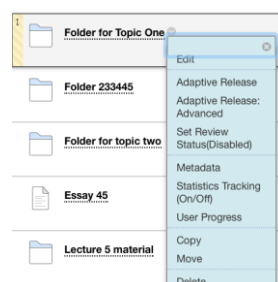 Folder for Topic One
Edit
Folder 233445
Adaptive Release
Adaptive Release:
Advanced
Set Review
Status(Disabled)
Folder for topic two
Metadata
Statistics Tracking
(On/Off)
Essay 45
User Progress
Copy
Lecture 5 material
Move
Delete